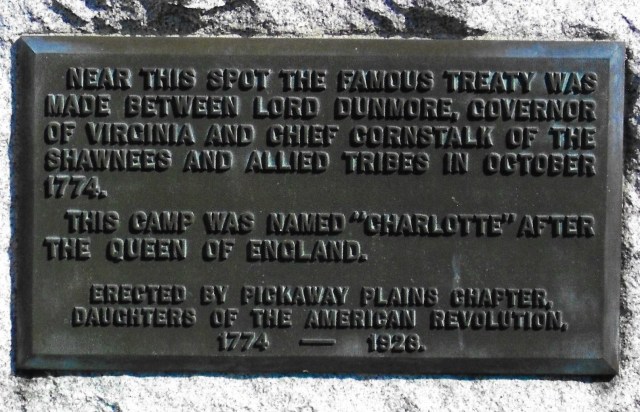 NEAR THIS SPOT THE FAMOUS TREATY WAS
MADE BETWEEN LORD DUNMORE, GOVERNOR
OF VIRGINIA AND CHIEF CORNSTALK OF THE
SHAWNEES AND ALLIED TRIBES IN OCTOBER
1774.
THIS CAMP WAS NAMED "CHARLOTTE" AFTER
THE QUEEN OF ENGLAND.
ERECTED BY PICKAWAY PLAINS CHAPTER,
DAUGHTERS OF THE AMERICAN REVOLUTION,
1774 — 1928.